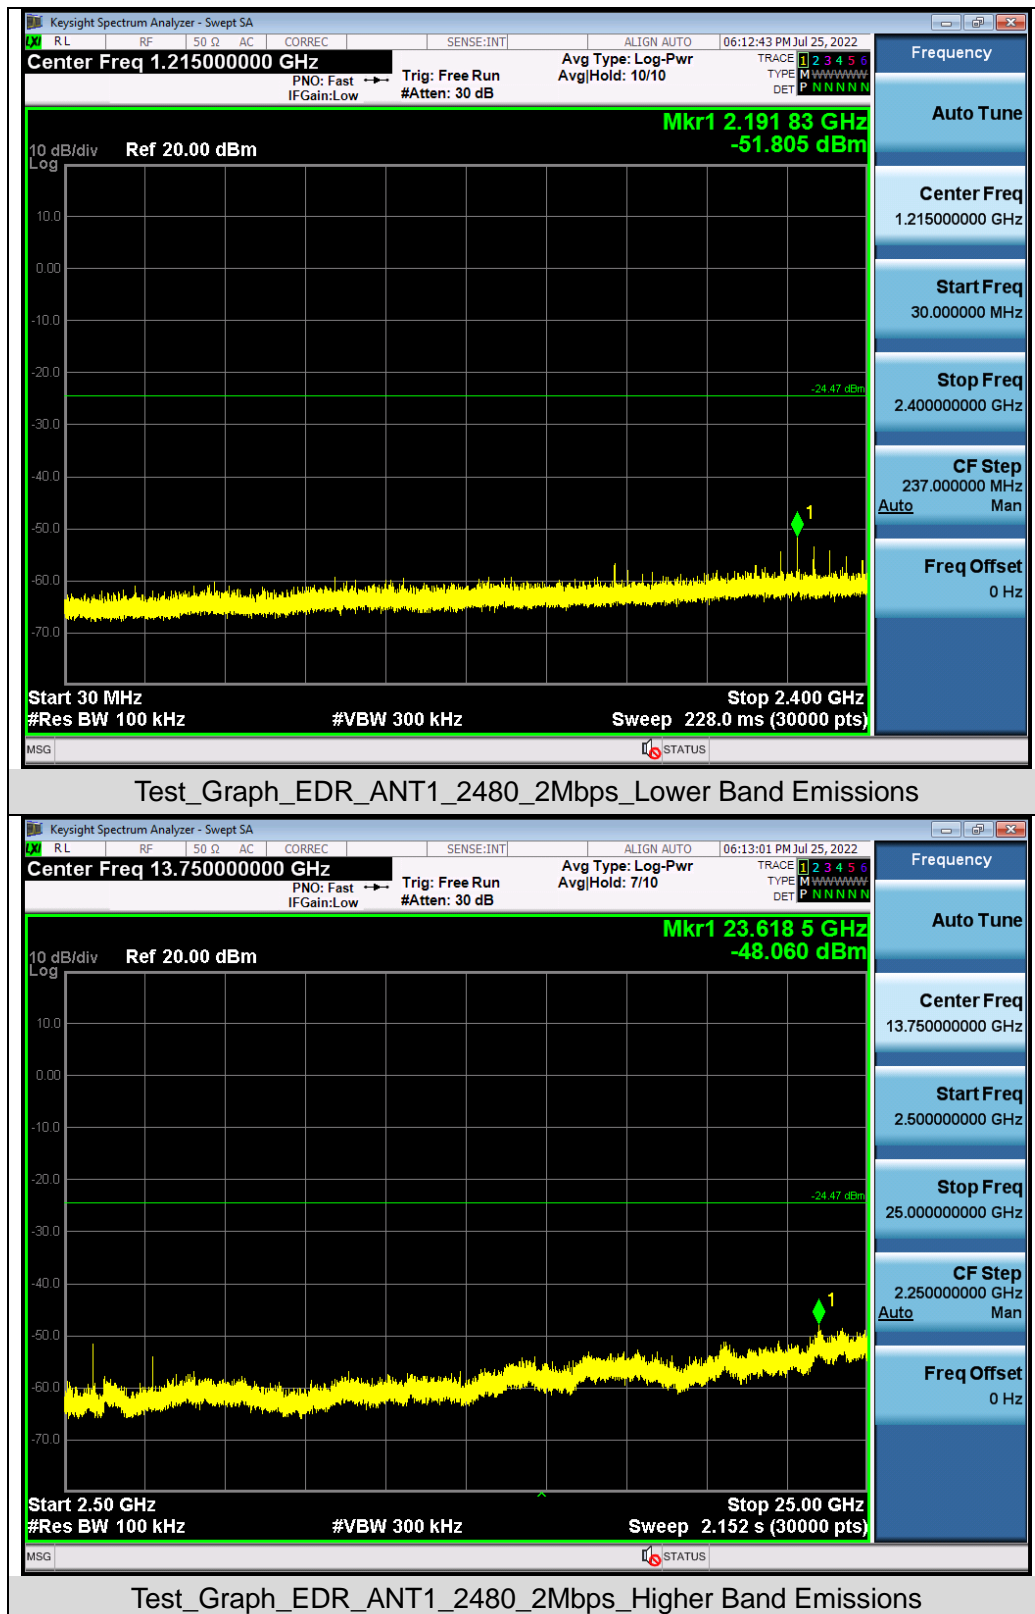 Keysight Spectrum Analyzer - Swept SA
LXI RL RF 50 Ω AC CORREC SENSE:INT ALIGN AUTO 06:12:43 PM Jul 25, 2022
Center Freq 1.215000000 GHz
PNO: Fast
IFGain:Low
Trig: Free Run
#Atten: 30 dB
Avg Type: Log-Pwr
Avg|Hold: 10/10
TRACE 1 2 3 4 5 6
TYPE M WWWWW
DET P N N N N N
Mkr1 2.191 83 GHz
-51.805 dBm
10 dB/div Ref 20.00 dBm
Log
10.0
0.00
-10.0
-20.0
-24.47 dBm
-30.0
-40.0
-50.0
1
-60.0
-70.0
Start 30 MHz Stop 2.400 GHz
#Res BW 100 kHz #VBW 300 kHz Sweep 228.0 ms (30000 pts)
MSG STATUS
Frequency
Auto Tune
Center Freq
1.215000000 GHz
Start Freq
30.000000 MHz
Stop Freq
2.400000000 GHz
CF Step
237.000000 MHz
Auto Man
Freq Offset
0 Hz
Test_Graph_EDR_ANT1_2480_2Mbps_Lower Band Emissions
Keysight Spectrum Analyzer - Swept SA
LXI RL RF 50 Ω AC CORREC SENSE:INT ALIGN AUTO 06:13:01 PM Jul 25, 2022
Center Freq 13.750000000 GHz
PNO: Fast
IFGain:Low
Trig: Free Run
#Atten: 30 dB
Avg Type: Log-Pwr
Avg|Hold: 7/10
TRACE 1 2 3 4 5 6
TYPE M WWWWW
DET P N N N N N
Mkr1 23.618 5 GHz
-48.060 dBm
10 dB/div Ref 20.00 dBm
Log
10.0
0.00
-10.0
-20.0
-24.47 dBm
-30.0
-40.0
1
-50.0
-60.0
-70.0
Start 2.50 GHz Stop 25.00 GHz
#Res BW 100 kHz #VBW 300 kHz Sweep 2.152 s (30000 pts)
MSG STATUS
Frequency
Auto Tune
Center Freq
13.750000000 GHz
Start Freq
2.500000000 GHz
Stop Freq
25.000000000 GHz
CF Step
2.250000000 GHz
Auto Man
Freq Offset
0 Hz
Test_Graph_EDR_ANT1_2480_2Mbps_Higher Band Emissions